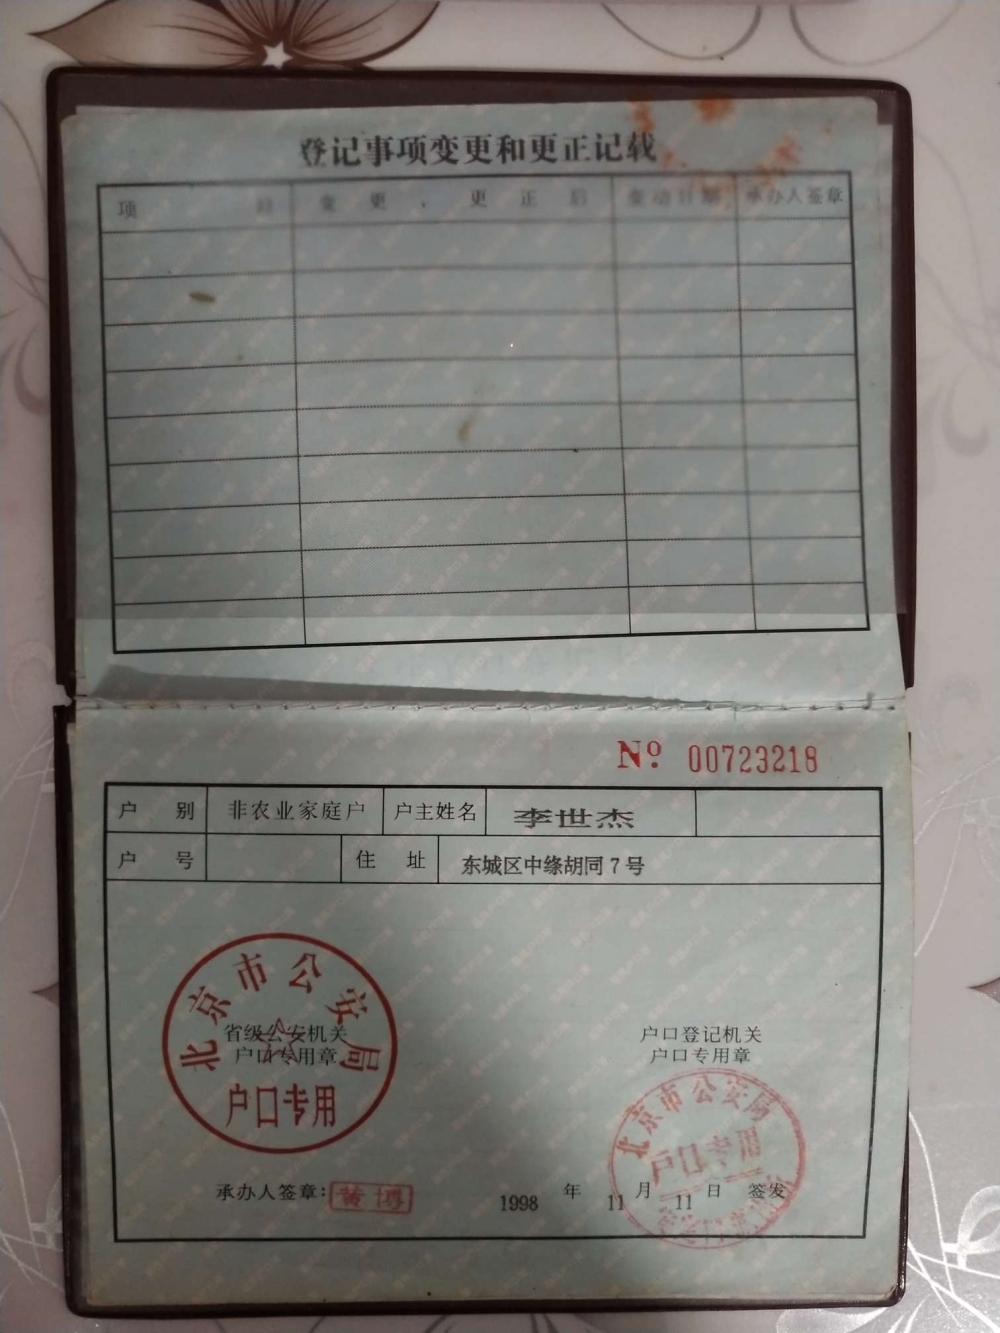 登记事项变更和更正记载
项 目 变 更 、 更 正 后 变动日期 承办人签章
No 00723218
户 别 非农业家庭户 户主姓名 李世杰
户 号 住 址 东城区中绦胡同7号
北京市公安局
户口专用
省级公安机关
户口专用章
户口登记机关
户口专用章
北京市公安局
户口专用
承办人签章：黄博
1998 年 11 月 11 日 签发